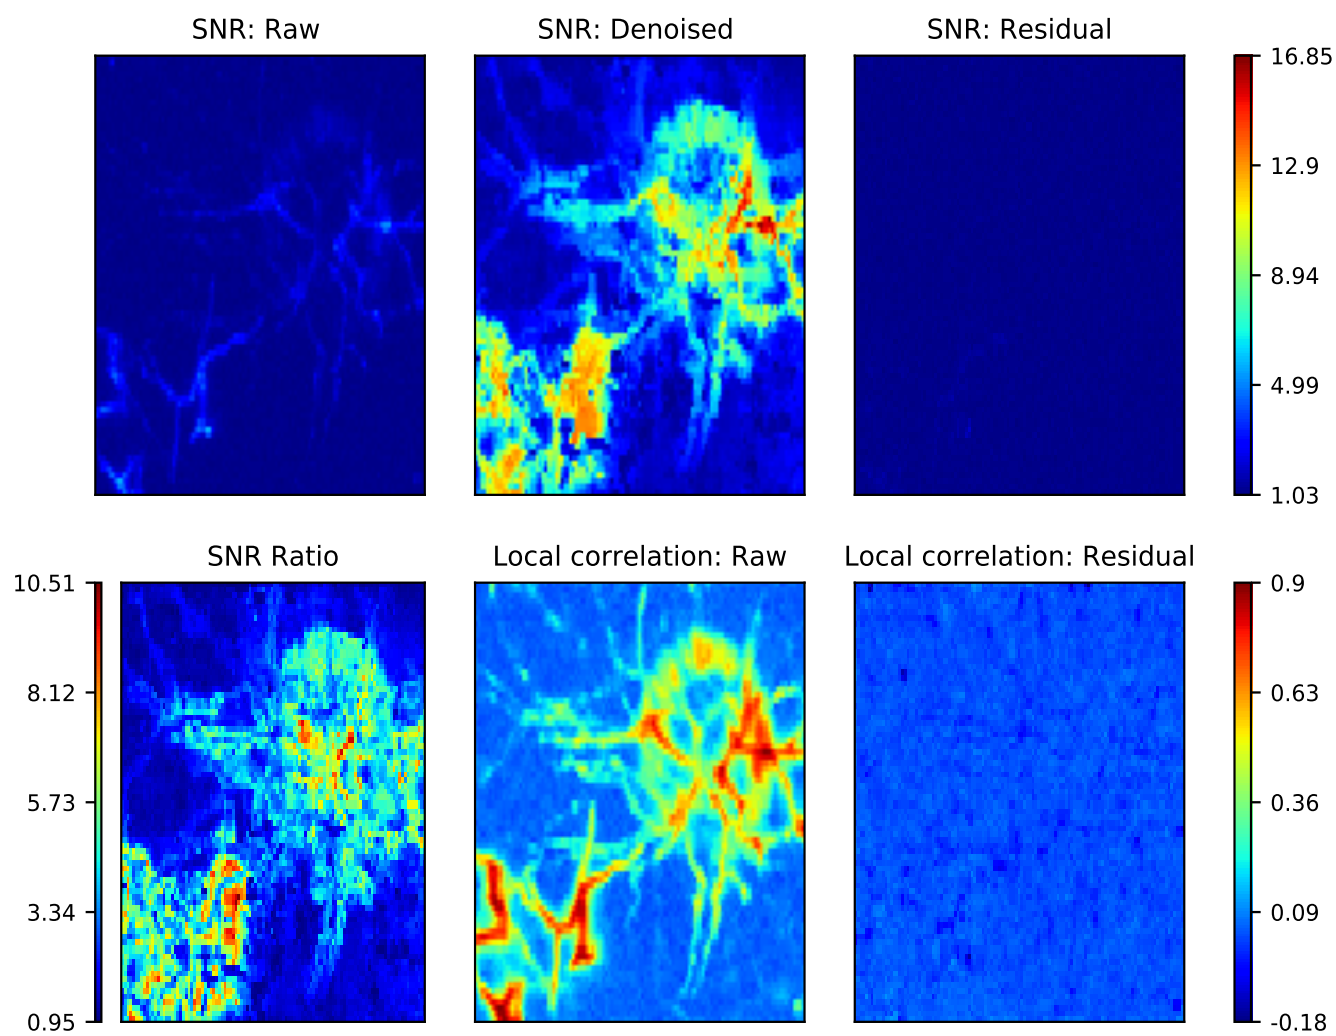 SNR: Raw
SNR: Denoised
SNR: Residual
16.85
12.9
8.94
4.99
1.03
SNR Ratio
Local correlation: Raw
Local correlation: Residual
10.51
8.12
5.73
3.34
0.95
0.9
0.63
0.36
0.09
-0.18